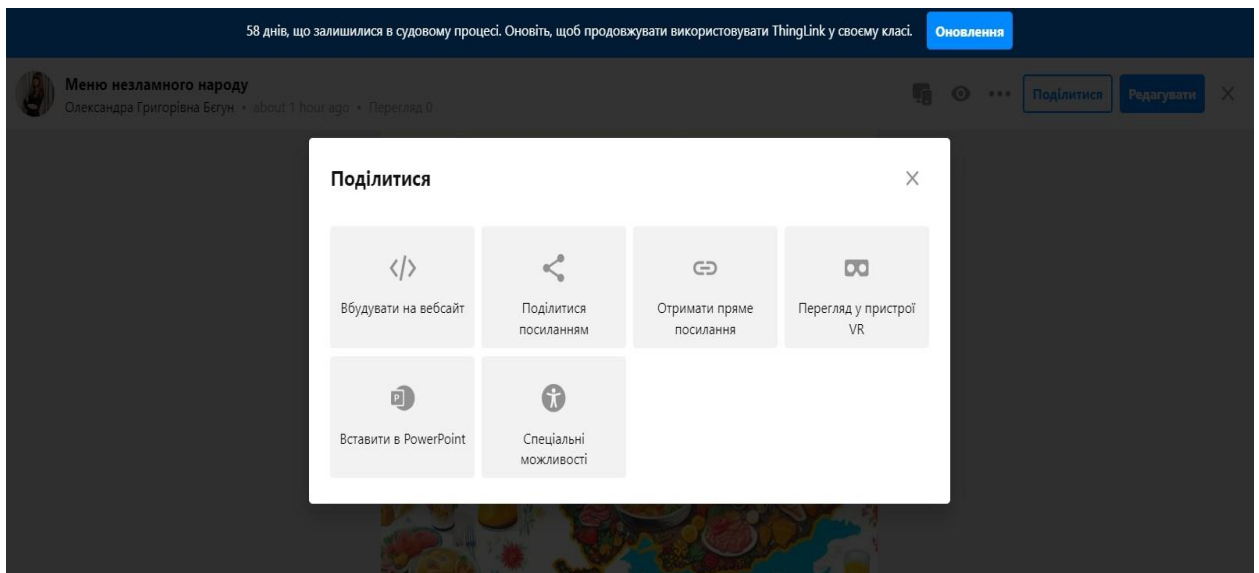 58 днів, що залишилися в судовому процесі. Оновіть, щоб продовжувати використовувати ThingLink у своєму класі. Оновлення
Меню незламного народу
Олександра Григорівна Бєгун • about 1 hour ago • Перегляд 0
Поділитися Редагувати
Поділитися
Вбудувати на вебсайт
Поділитися
посиланням
Отримати пряме
посилання
Перегляд у пристрої
VR
Вставити в PowerPoint
Спеціальні
можливості